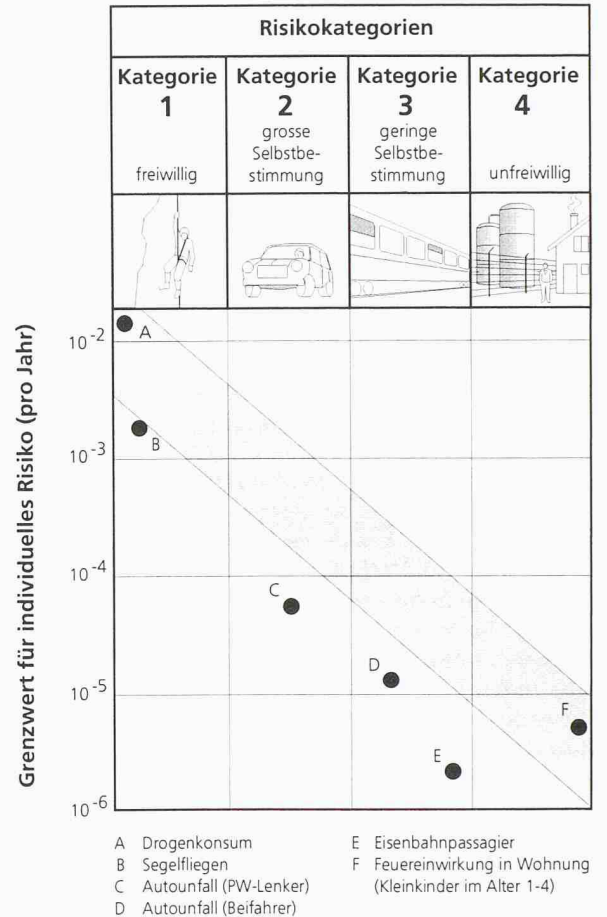 Risikokategorien
Kategorie
1
freiwillig
Kategorie
2
grosse
Selbstbe-
stimmung
Kategorie
3
geringe
Selbstbe-
stimmung
Kategorie
4
unfreiwillig
Grenzwert für individuelles Risiko (pro Jahr)
10⁻²
10⁻³
10⁻⁴
10⁻⁵
10⁻⁶
A
B
C
D
E
F
A Drogenkonsum
B Segelfliegen
C Autounfall (PW-Lenker)
D Autounfall (Beifahrer)
E Eisenbahnpassagier
F Feuereinwirkung in Wohnung
(Kleinkinder im Alter 1-4)